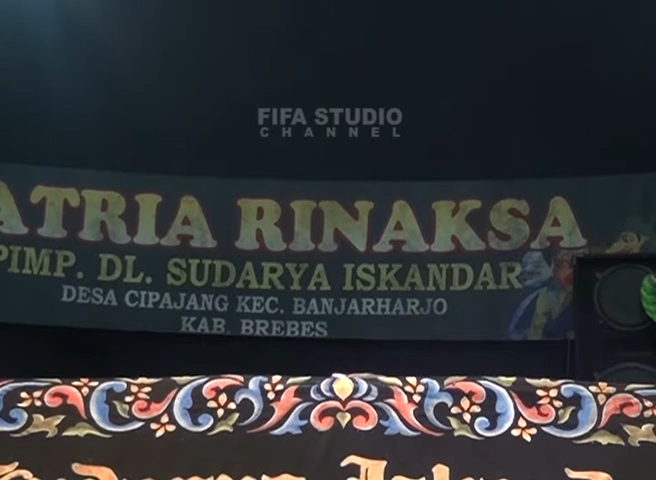 FIFA STUDIO
CHANNEL
ATRIA RINAKSA
PIMP. DL. SUDARYA ISKANDAR
DESA CIPAJANG KEC. BANJARHARJO
KAB. BREBES